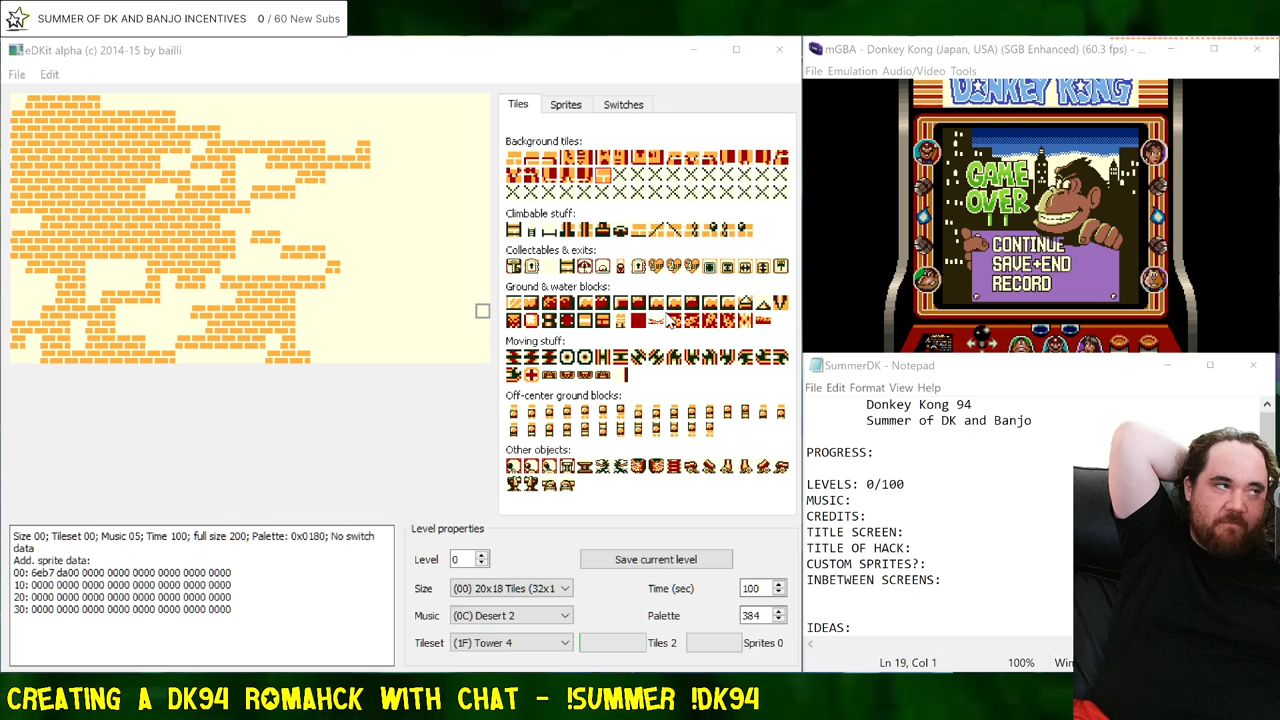 SUMMER OF DK AND BANJO INCENTIVES 0 / 60 New Subs
eDKit alpha (c) 2014-15 by bailli
File Edit
Tiles Sprites Switches
Background tiles:
Climbable stuff:
Collectables & exits:
Ground & water blocks:
Moving stuff:
Off-center ground blocks:
Other objects:
Size 00; Tileset 00; Music 05; Time 100; full size 200; Palette: 0x0180; No switch
data
Add. sprite data:
00: 6eb7 da00 0000 0000 0000 0000 0000 0000
10: 0000 0000 0000 0000 0000 0000 0000 0000
20: 0000 0000 0000 0000 0000 0000 0000 0000
30: 0000 0000 0000 0000 0000 0000 0000 0000
Level properties
Level 0 Save current level
Size (00) 20x18 Tiles (32x1 Time (sec) 100
Music (0C) Desert 2 Palette 384
Tileset (1F) Tower 4 Tiles 2 Sprites 0
mGBA - Donkey Kong (Japan, USA) (SGB Enhanced) (60.3 fps) - ...
File Emulation Audio/Video Tools
DONKEY KONG
GAME
OVER
CONTINUE
SAVE+END
RECORD
SummerDK - Notepad
File Edit Format View Help
Donkey Kong 94
Summer of DK and Banjo
PROGRESS:
LEVELS: 0/100
MUSIC:
CREDITS:
TITLE SCREEN:
TITLE OF HACK:
CUSTOM SPRITES?:
INBETWEEN SCREENS:
IDEAS:
Ln 19, Col 1 100% Win
CREATING A DK94 ROMAHCK WITH CHAT - !SUMMER !DK94